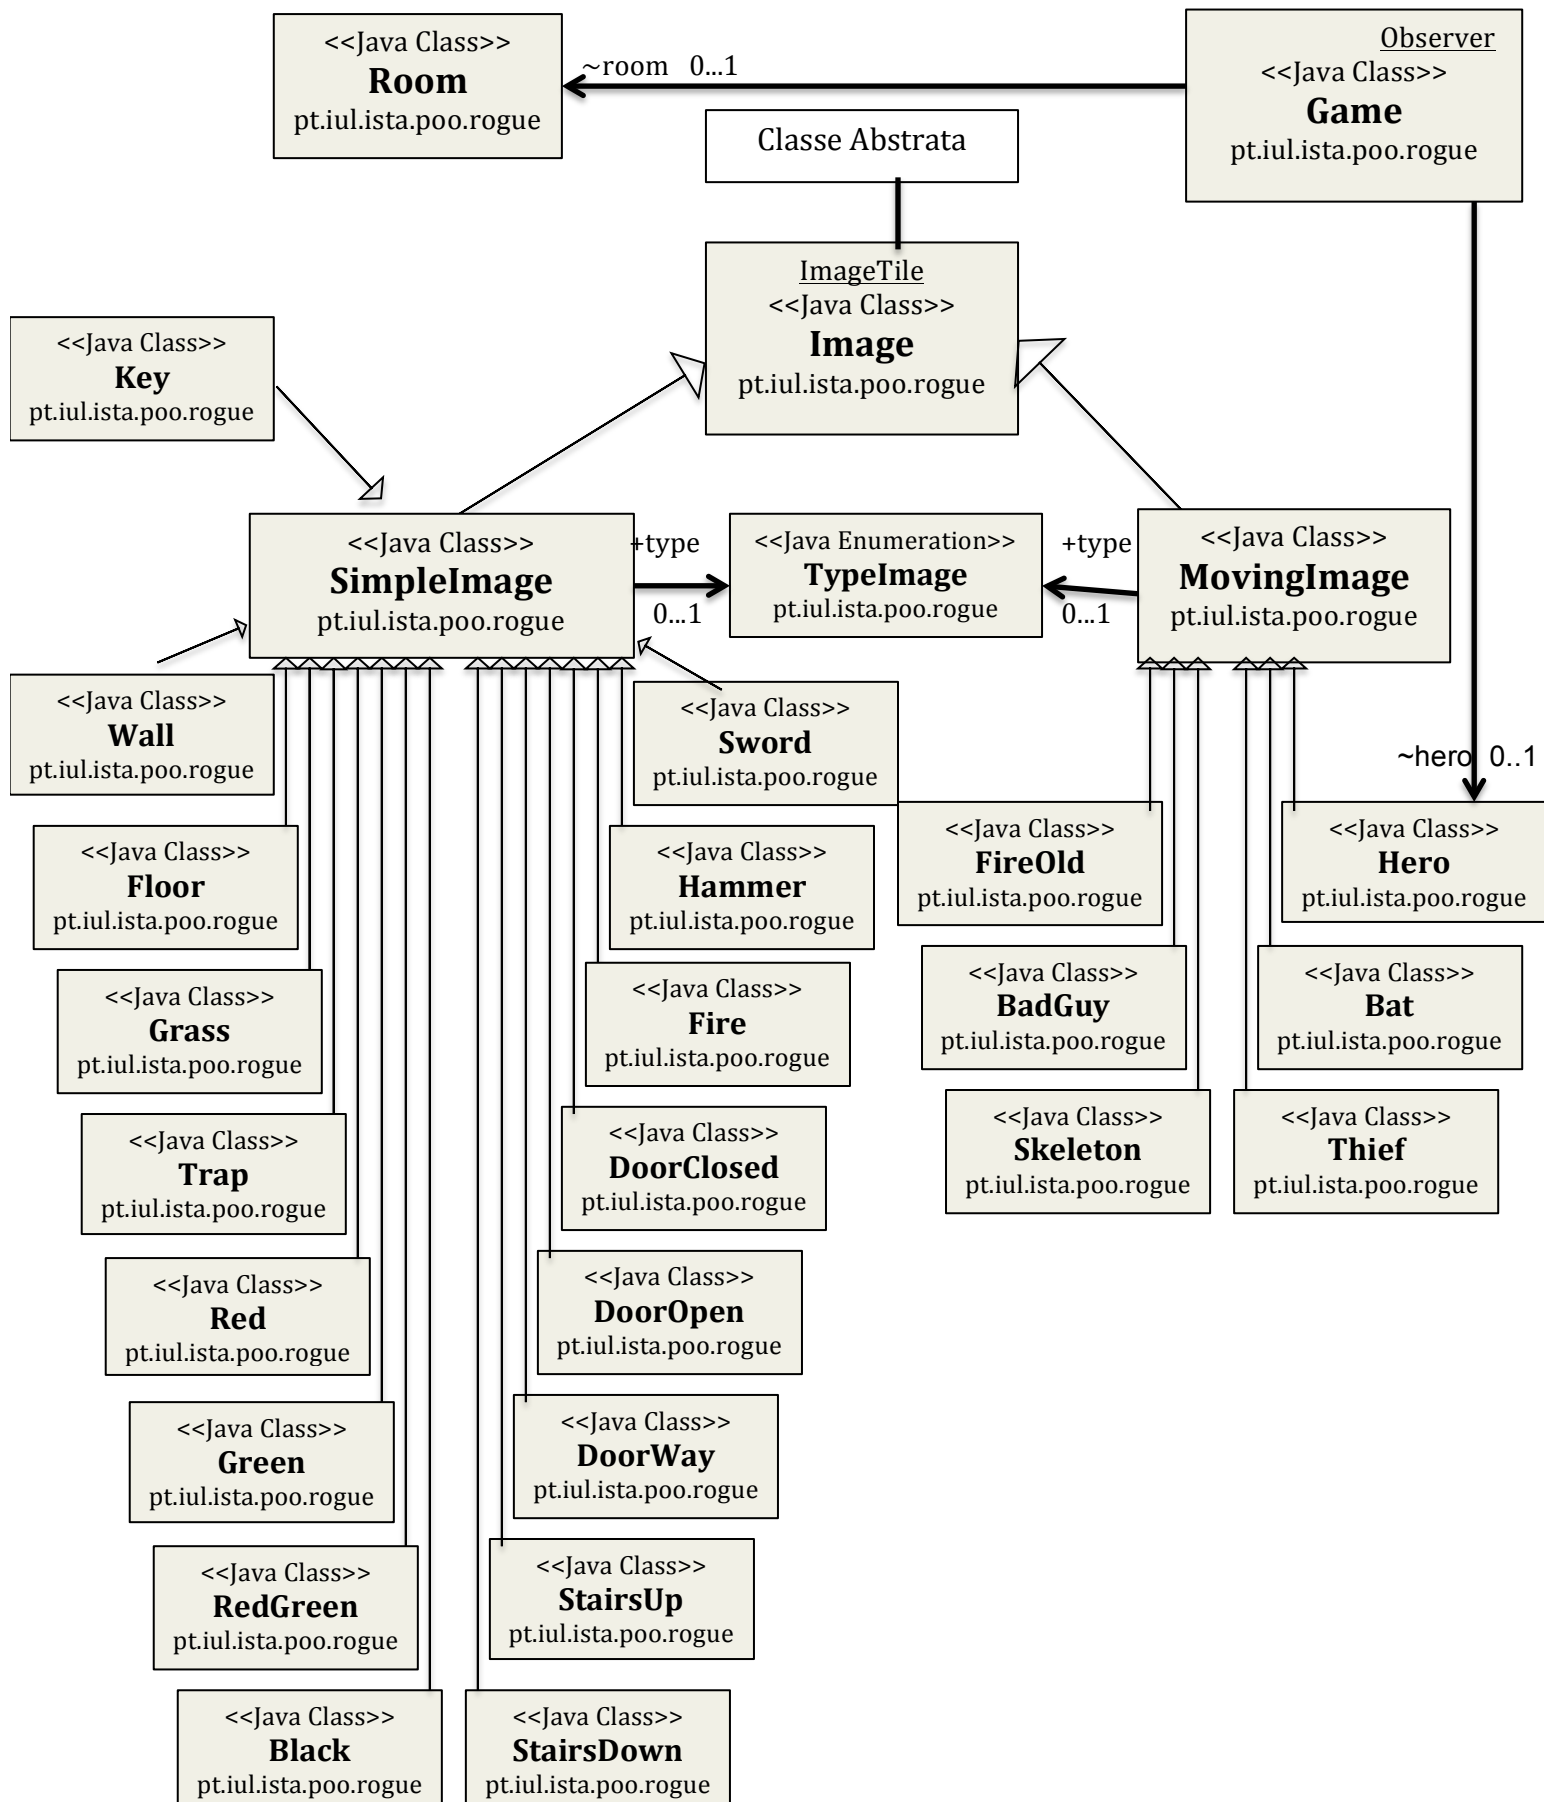 <<Java Class>>
Room
pt.iul.ista.poo.rogue
~room 0...1
Observer
<<Java Class>>
Game
pt.iul.ista.poo.rogue
Classe Abstrata
ImageTile
<<Java Class>>
Image
pt.iul.ista.poo.rogue
<<Java Class>>
Key
pt.iul.ista.poo.rogue
<<Java Class>>
SimpleImage
pt.iul.ista.poo.rogue
+type
0...1
<<Java Enumeration>>
TypeImage
pt.iul.ista.poo.rogue
+type
0...1
<<Java Class>>
MovingImage
pt.iul.ista.poo.rogue
<<Java Class>>
Wall
pt.iul.ista.poo.rogue
<<Java Class>>
Sword
pt.iul.ista.poo.rogue
~hero 0..1
<<Java Class>>
Floor
pt.iul.ista.poo.rogue
<<Java Class>>
Hammer
pt.iul.ista.poo.rogue
<<Java Class>>
FireOld
pt.iul.ista.poo.rogue
<<Java Class>>
Hero
pt.iul.ista.poo.rogue
<<Java Class>>
Grass
pt.iul.ista.poo.rogue
<<Java Class>>
Fire
pt.iul.ista.poo.rogue
<<Java Class>>
BadGuy
pt.iul.ista.poo.rogue
<<Java Class>>
Bat
pt.iul.ista.poo.rogue
<<Java Class>>
Trap
pt.iul.ista.poo.rogue
<<Java Class>>
DoorClosed
pt.iul.ista.poo.rogue
<<Java Class>>
Skeleton
pt.iul.ista.poo.rogue
<<Java Class>>
Thief
pt.iul.ista.poo.rogue
<<Java Class>>
Red
pt.iul.ista.poo.rogue
<<Java Class>>
DoorOpen
pt.iul.ista.poo.rogue
<<Java Class>>
Green
pt.iul.ista.poo.rogue
<<Java Class>>
DoorWay
pt.iul.ista.poo.rogue
<<Java Class>>
RedGreen
pt.iul.ista.poo.rogue
<<Java Class>>
StairsUp
pt.iul.ista.poo.rogue
<<Java Class>>
Black
pt.iul.ista.poo.rogue
<<Java Class>>
StairsDown
pt.iul.ista.poo.rogue